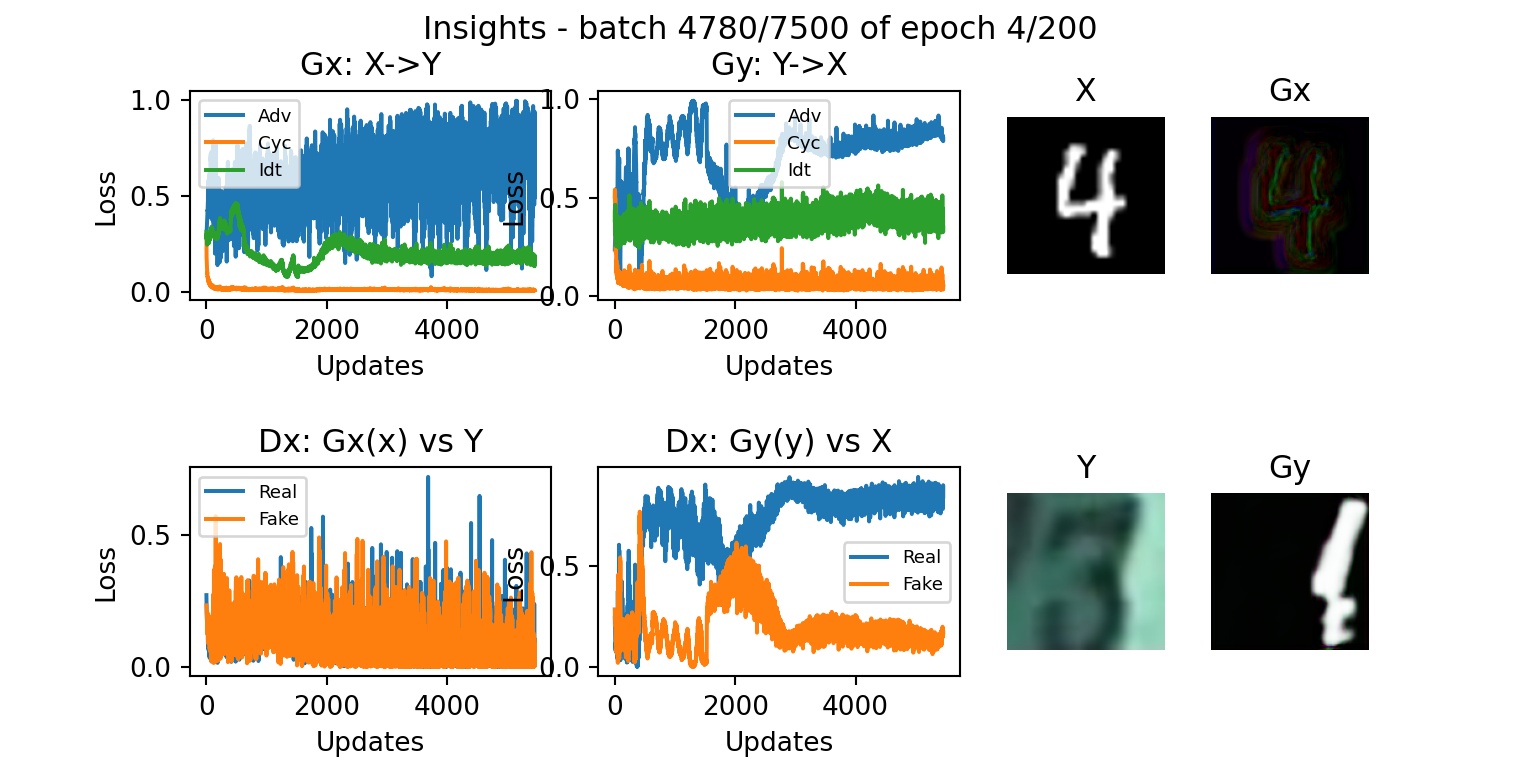 Insights - batch 4780/7500 of epoch 4/200
Gx: X->Y
1.0
0.5
0.0
Loss
Adv
Cyc
Idt
0 2000 4000
Updates
Gy: Y->X
1.0
0.5
0.0
Loss
Adv
Cyc
Idt
0 2000 4000
Updates
X
4
Gx
4
Dx: Gx(x) vs Y
0.5
0.0
Loss
Real
Fake
0 2000 4000
Updates
Dx: Gy(y) vs X
0.5
0.0
Loss
Real
Fake
0 2000 4000
Updates
Y
5
Gy